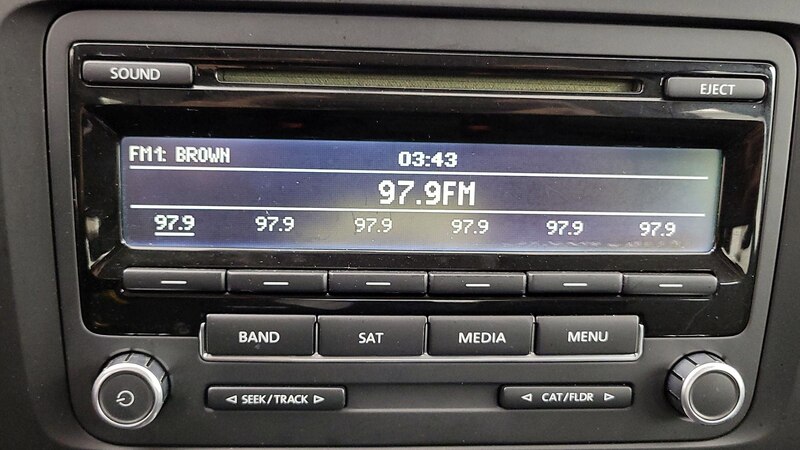 SOUND
EJECT
FM1: BROWN 03:43
97.9FM
97.9 97.9 97.9 97.9 97.9 97.9
BAND SAT MEDIA MENU
◁ SEEK/TRACK ▷ ◁ CAT/FLDR ▷